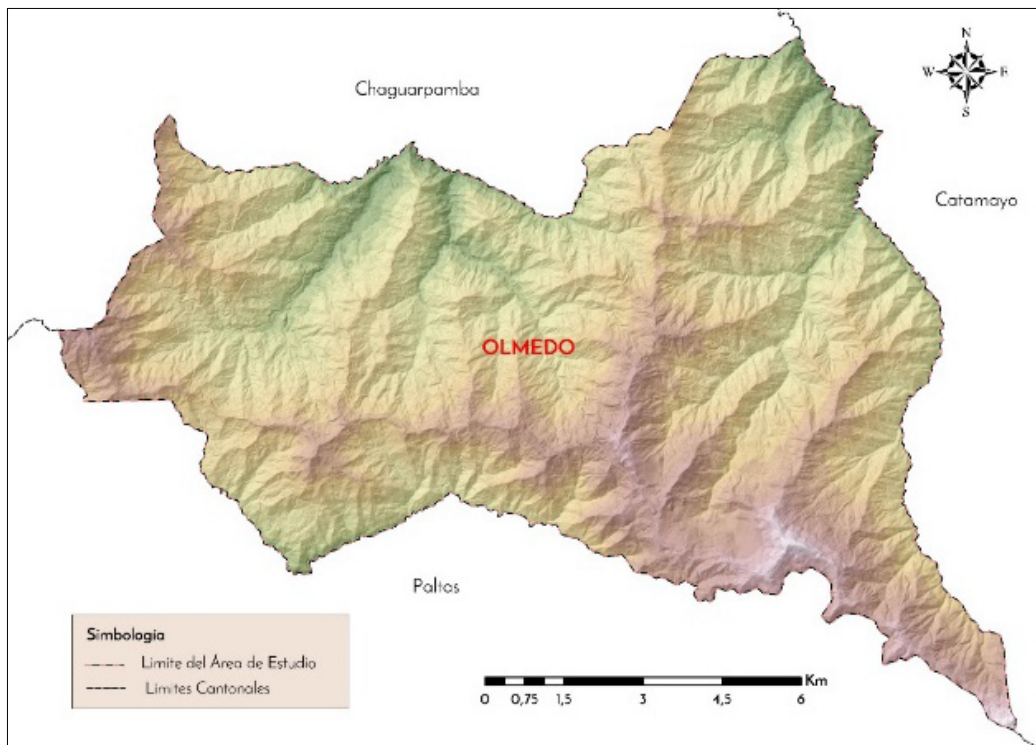 N
W E
S
Chaguarpamba
Catamayo
OLMEDO
Paltas
Simbología
Limite del Área de Estudio
Limites Cantonales
Km
0 0,75 1,5 3 4,5 6